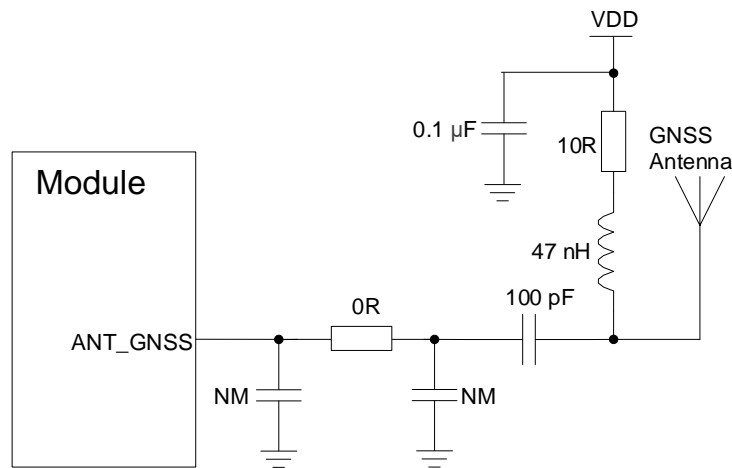 VDD
0.1 µF
10R
GNSS
Antenna
Module
47 nH
100 pF
0R
ANT_GNSS
NM
NM